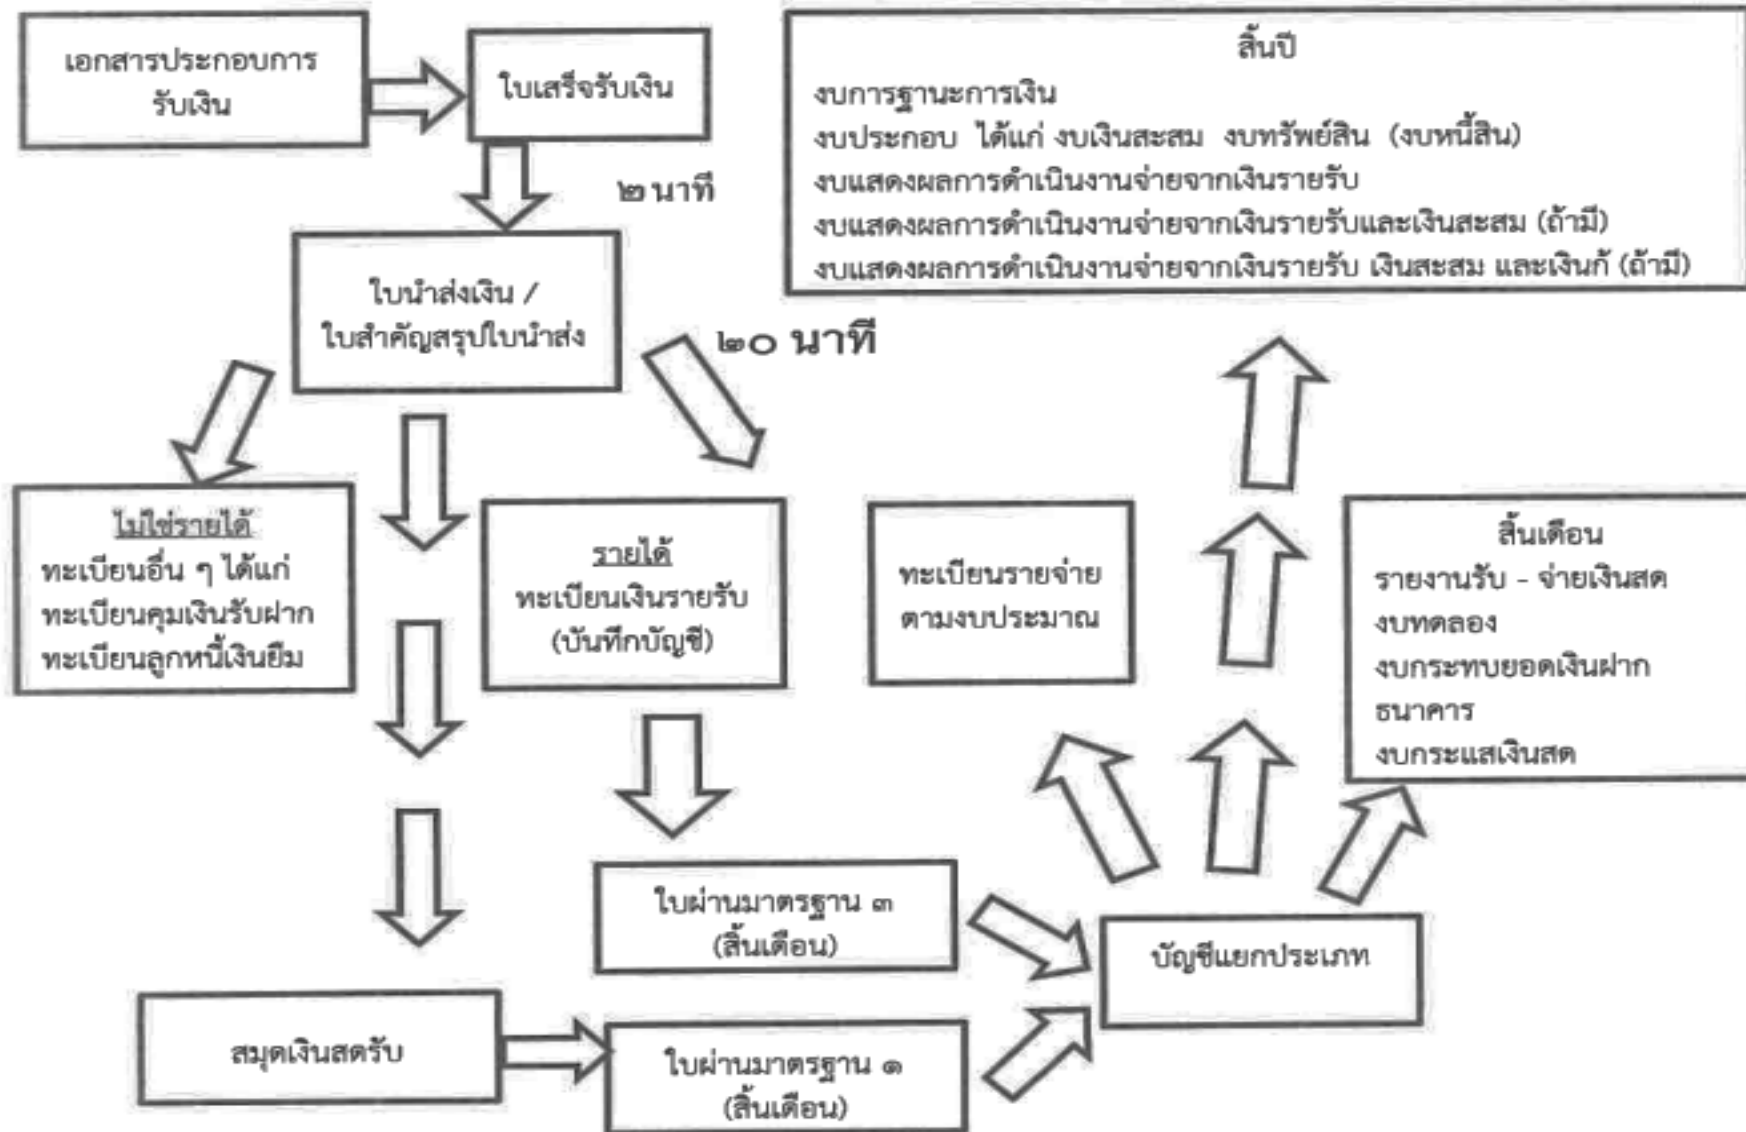 เอกสารประกอบการ
รับเงิน
ใบเสร็จรับเงิน
๒ นาที
ใบนำส่งเงิน /
ใบสำคัญสรุปใบนำส่ง
๒๐ นาที
สิ้นปี
งบการฐานะการเงิน
งบประกอบ ได้แก่ งบเงินสะสม งบทรัพย์สิน (งบหนี้สิน)
งบแสดงผลการดำเนินงานจ่ายจากเงินรายรับ
งบแสดงผลการดำเนินงานจ่ายจากเงินรายรับและเงินสะสม (ถ้ามี)
งบแสดงผลการดำเนินงานจ่ายจากเงินรายรับ เงินสะสม และเงินกู้ (ถ้ามี)
ไม่ใช่รายได้
ทะเบียนอื่น ๆ ได้แก่
ทะเบียนคุมเงินรับฝาก
ทะเบียนลูกหนี้เงินยืม
รายได้
ทะเบียนเงินรายรับ
(บันทึกบัญชี)
ทะเบียนรายจ่าย
ตามงบประมาณ
สิ้นเดือน
รายงานรับ - จ่ายเงินสด
งบทดลอง
งบกระทบยอดเงินฝาก
ธนาคาร
งบกระแสเงินสด
ใบผ่านมาตรฐาน ๓
(สิ้นเดือน)
บัญชีแยกประเภท
สมุดเงินสดรับ
ใบผ่านมาตรฐาน ๑
(สิ้นเดือน)